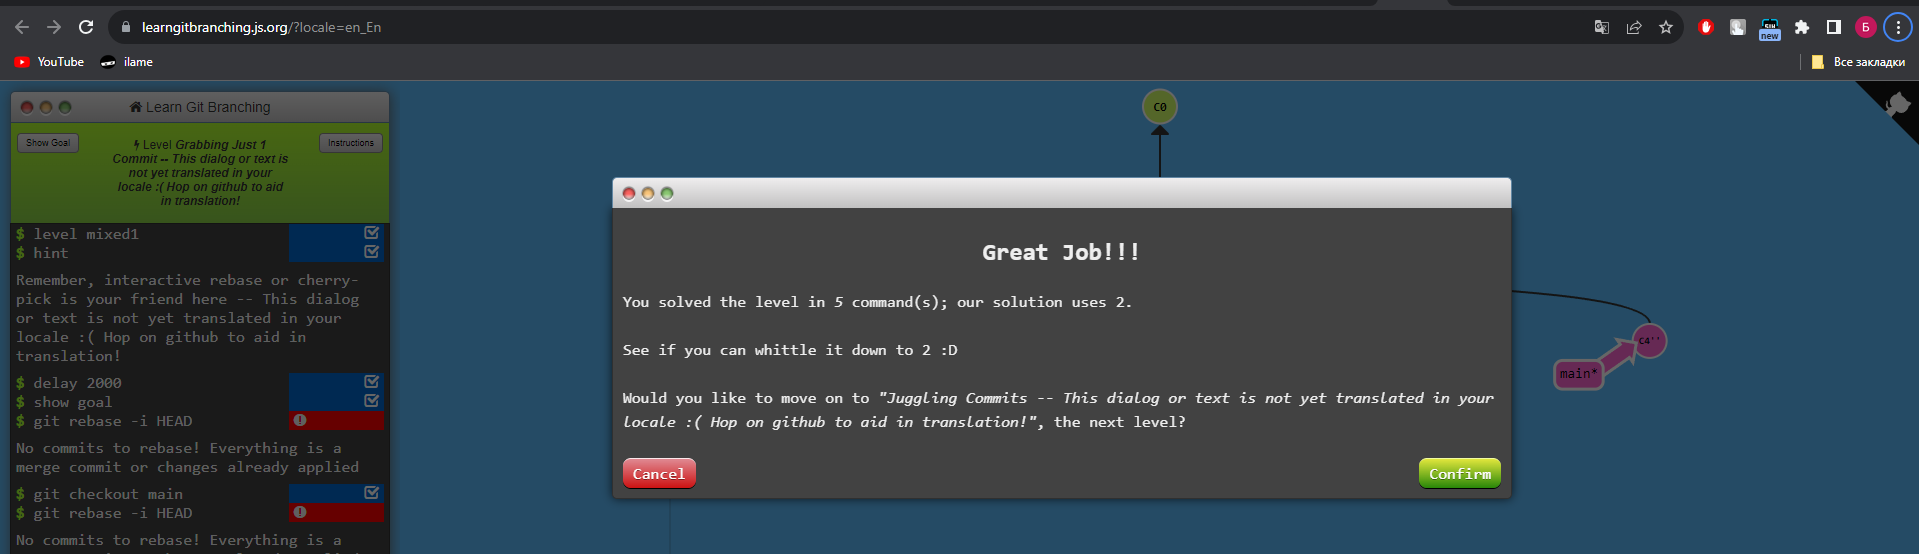 learngitbranching.js.org/?locale=en_En
new
Б
YouTube
ilame
Все закладки
Learn Git Branching
Show Goal
Level Grabbing Just 1
Commit -- This dialog or text is
not yet translated in your
locale :( Hop on github to aid
in translation!
Instructions
$ level mixed1
$ hint
Remember, interactive rebase or cherry-
pick is your friend here -- This dialog
or text is not yet translated in your
locale :( Hop on github to aid in
translation!
$ delay 2000
$ show goal
$ git rebase -i HEAD
No commits to rebase! Everything is a
merge commit or changes already applied
$ git checkout main
$ git rebase -i HEAD
No commits to rebase! Everything is a
C0
Great Job!!!
You solved the level in 5 command(s); our solution uses 2.
See if you can whittle it down to 2 :D
Would you like to move on to "Juggling Commits -- This dialog or text is not yet translated in your
locale :( Hop on github to aid in translation!", the next level?
Cancel
Confirm
C4''
main*